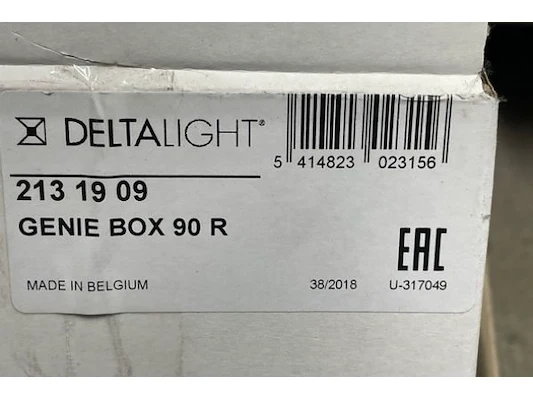 DELTALIGHT®
5 414823 023156
213 19 09
GENIE BOX 90 R
EAC
MADE IN BELGIUM 38/2018 U-317049